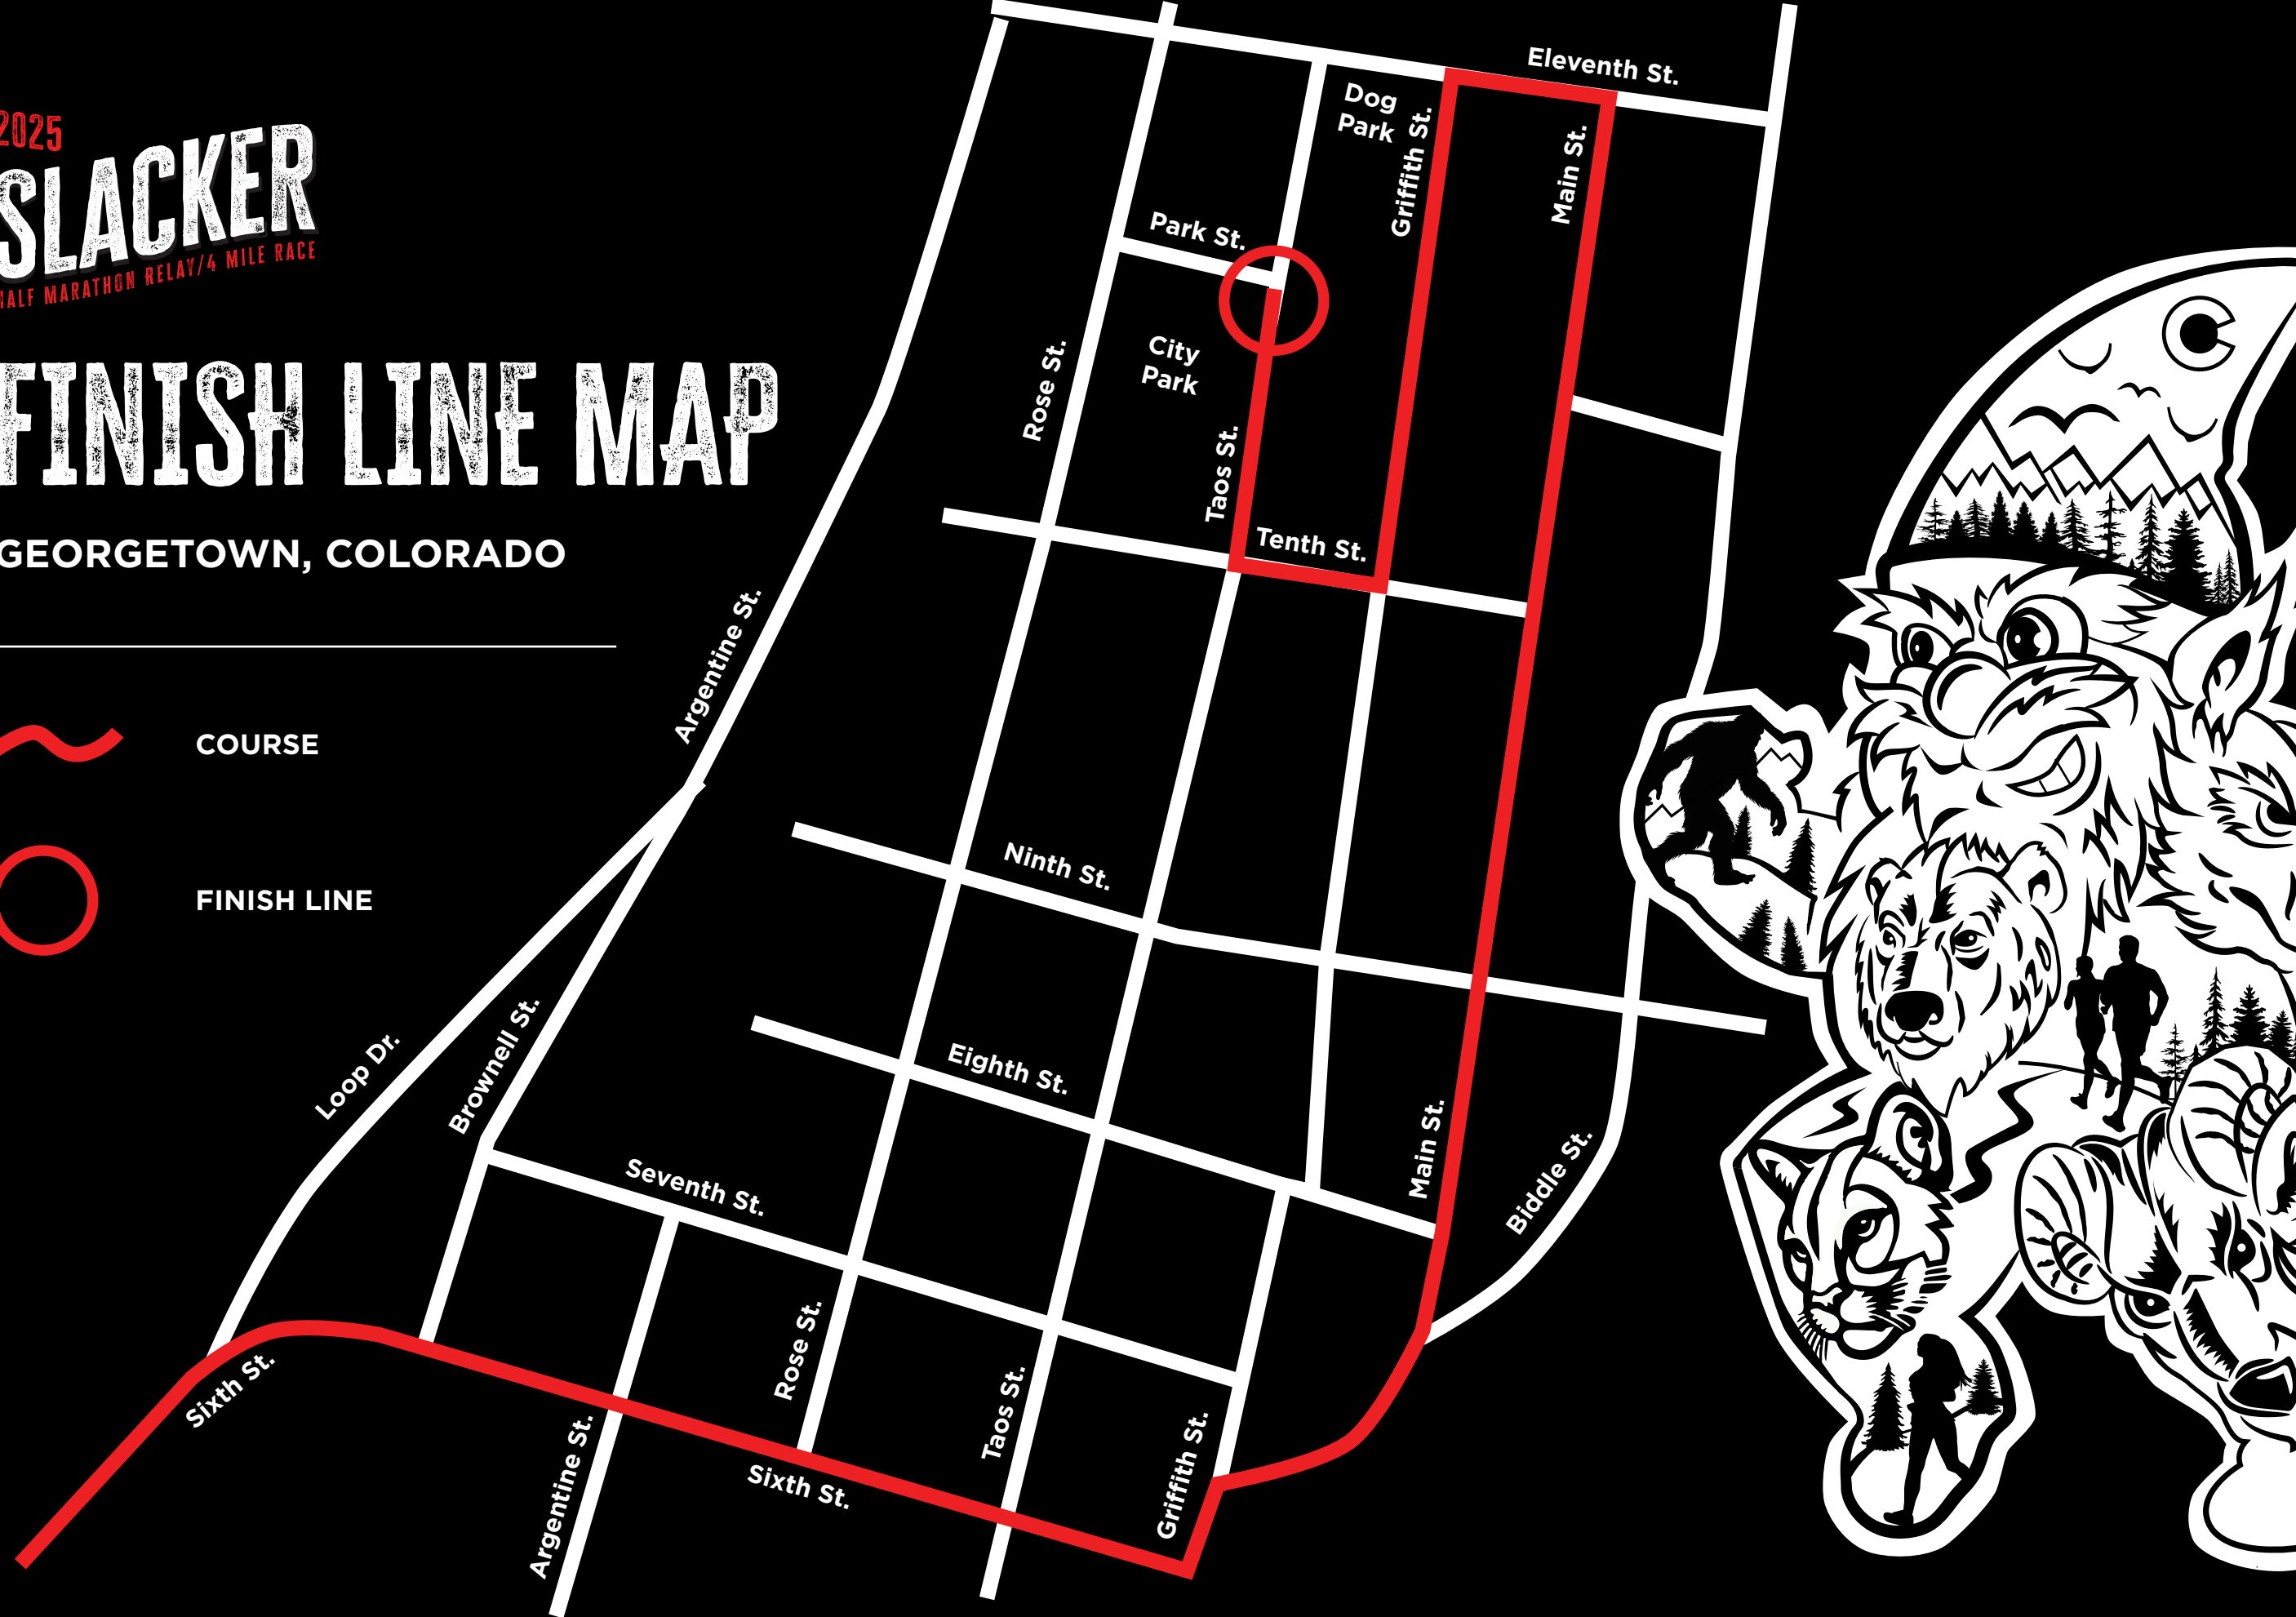 2025
SLACKER
HALF MARATHON RELAY/4 MILE RACE
FINISH LINE MAP
GEORGETOWN, COLORADO
COURSE
FINISH LINE
Eleventh St.
Dog
Park
Griffith St.
Main St.
Park St.
City
Park
Rose St.
Taos St.
Tenth St.
Argentine St.
Ninth St.
Loop Dr.
Brownell St.
Eighth St.
Seventh St.
Main St.
Biddle St.
Sixth St.
Rose St.
Taos St.
Griffith St.
Argentine St.
Sixth St.
C